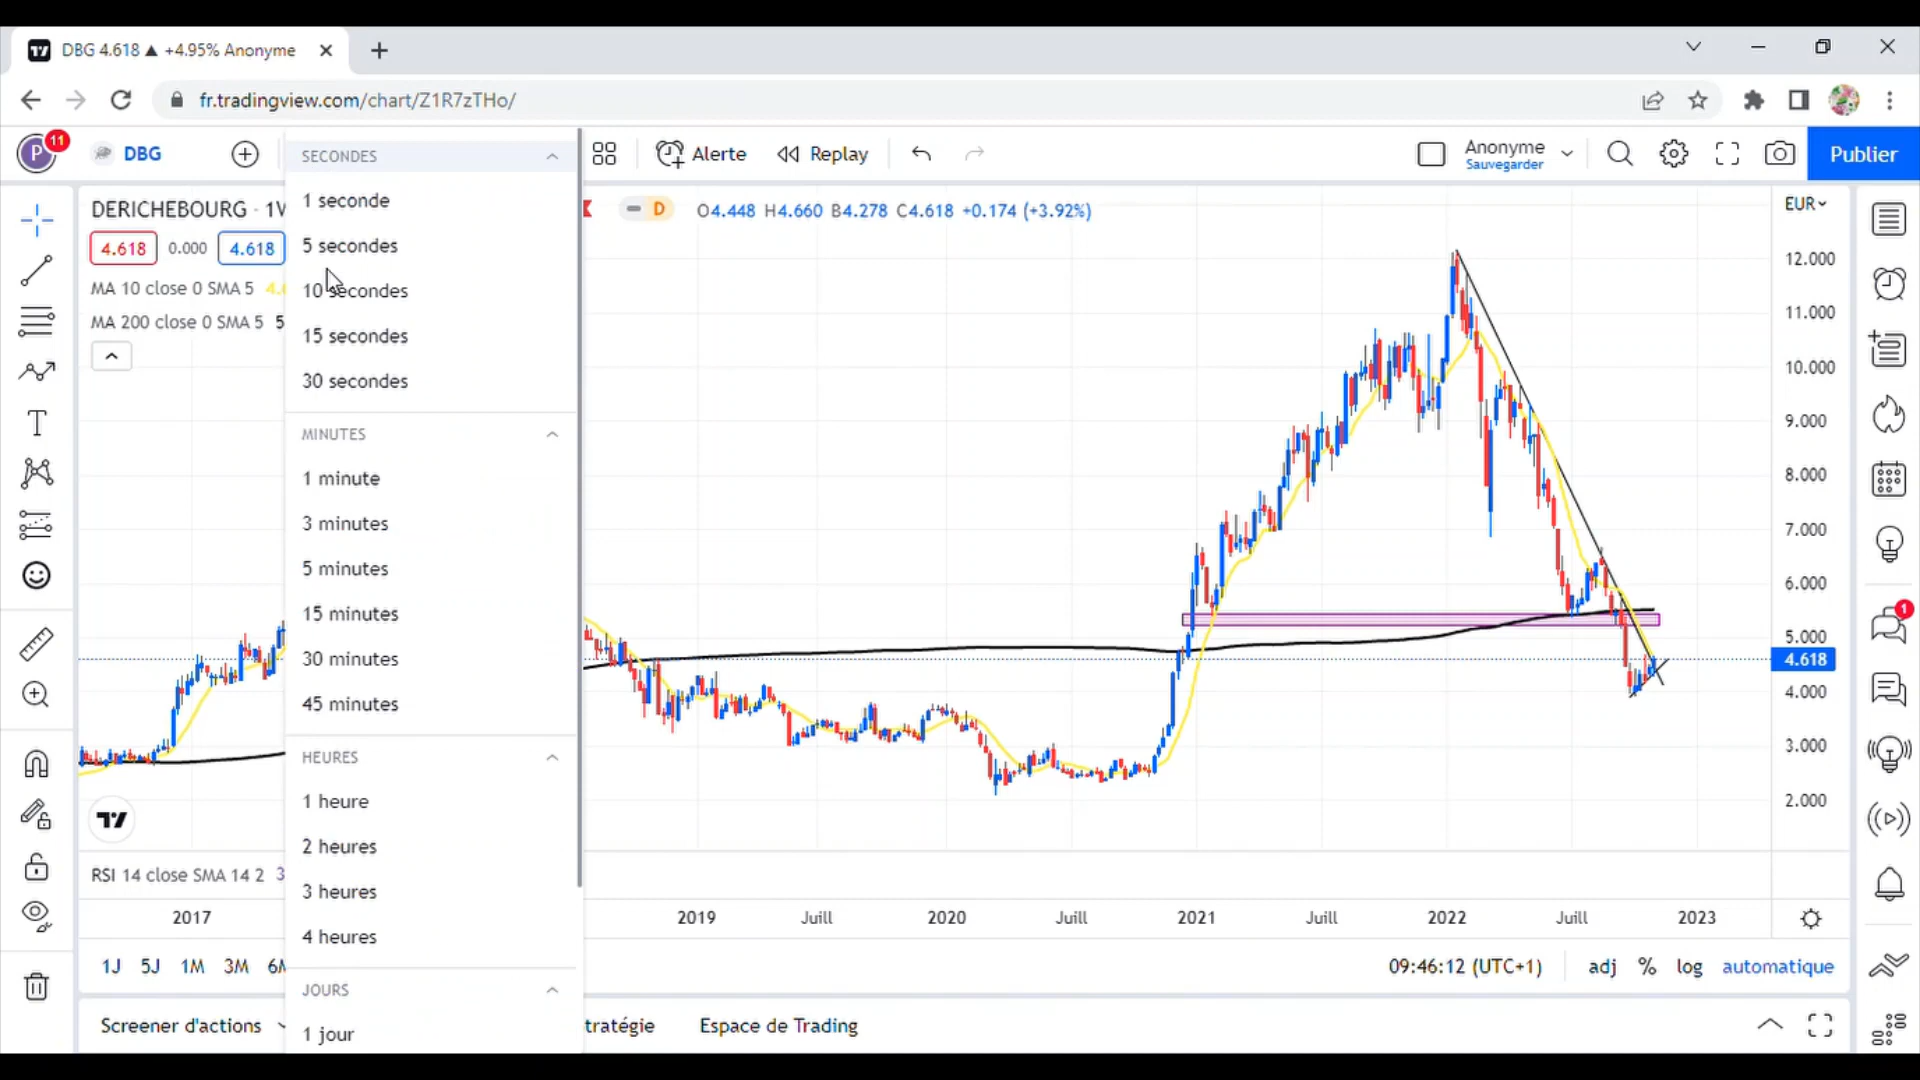 DBG 4.618 ▲ +4.95% Anonyme
fr.tradingview.com/chart/Z1R7zTHo/
P
11
DBG
SECONDES
Alerte
Replay
Anonyme
Sauvegarder
Publier
1 seconde
5 secondes
10 secondes
15 secondes
30 secondes
MINUTES
1 minute
3 minutes
5 minutes
15 minutes
30 minutes
45 minutes
HEURES
1 heure
2 heures
3 heures
4 heures
JOURS
1 jour
DERICHEBOURG · 1W
D
O4.448 H4.660 B4.278 C4.618 +0.174 (+3.92%)
4.618
0.000
4.618
MA 10 close 0 SMA 5
MA 200 close 0 SMA 5 5
EUR
12.000
11.000
10.000
9.000
8.000
7.000
6.000
5.000
4.618
4.000
3.000
2.000
1
RSI 14 close SMA 14 2 3
2017
2019
Juill
2020
Juill
2021
Juill
2022
Juill
2023
1J 5J 1M 3M 6M
09:46:12 (UTC+1)
adj % log automatique
Screener d'actions
tratégie
Espace de Trading